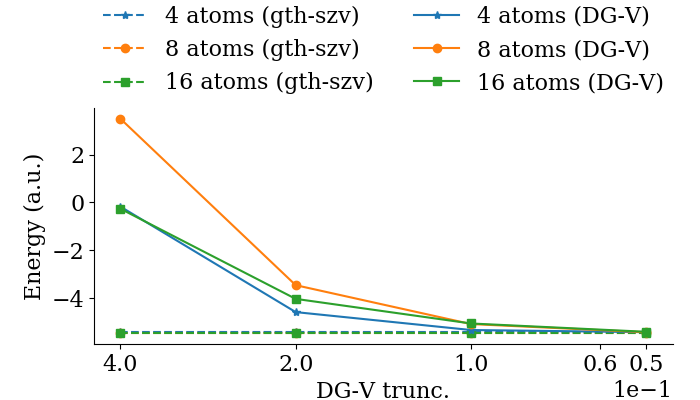 4 atoms (gth-szv) 4 atoms (DG-V)
8 atoms (gth-szv) 8 atoms (DG-V)
16 atoms (gth-szv) 16 atoms (DG-V)
Energy (a.u.)
2
0
−2
−4
4.0 2.0 1.0 0.6 0.5
DG-V trunc. 1e−1